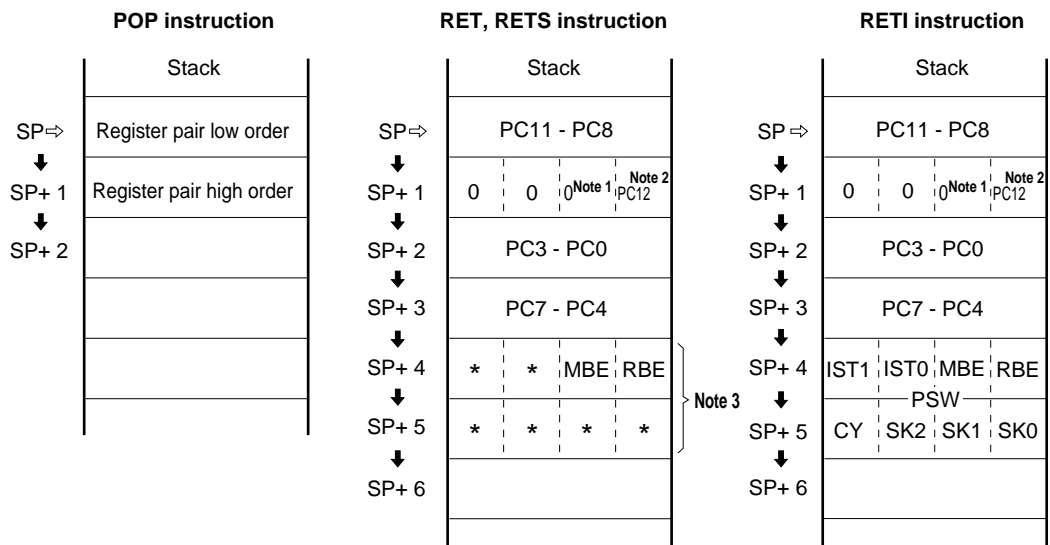 POP instruction
Stack
SP⇨ Register pair low order
SP+ 1 Register pair high order
SP+ 2
RET, RETS instruction
Stack
SP⇨ PC11 - PC8
SP+ 1 0 0 0Note 1 PC12Note 2
SP+ 2 PC3 - PC0
SP+ 3 PC7 - PC4
SP+ 4 * * MBE RBE
SP+ 5 * * * *
Note 3
SP+ 6
RETI instruction
Stack
SP⇨ PC11 - PC8
SP+ 1 0 0 0Note 1 PC12Note 2
SP+ 2 PC3 - PC0
SP+ 3 PC7 - PC4
SP+ 4 IST1 IST0 MBE RBE
PSW
SP+ 5 CY SK2 SK1 SK0
SP+ 6